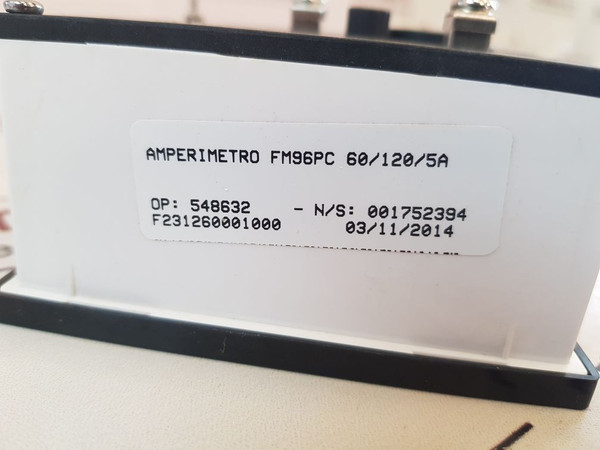 AMPERIMETRO FM96PC 60/120/5A
OP: 548632 - N/S: 001752394
F231260001000 03/11/2014